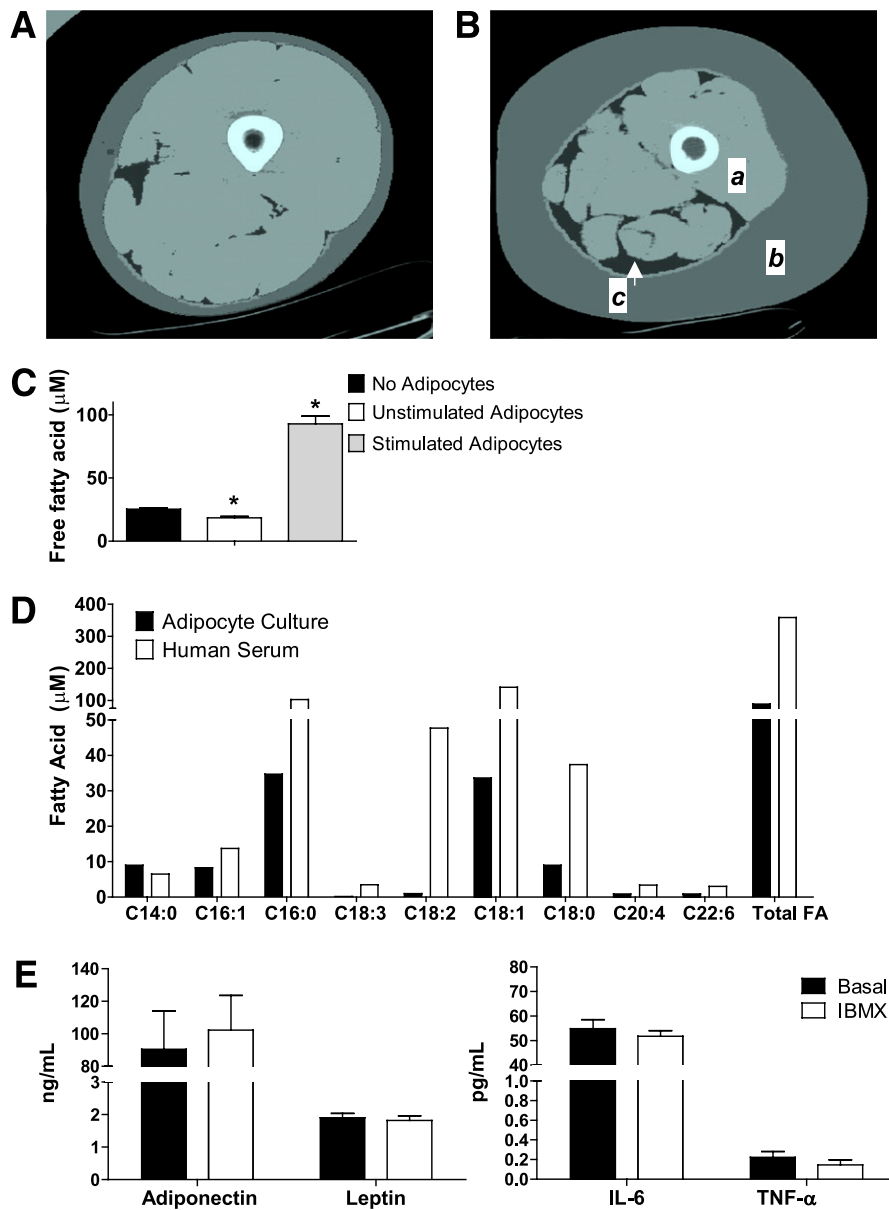 A
B
a
b
c
C
Free fatty acid (μM)
100
50
0
*
*
No Adipocytes
Unstimulated Adipocytes
Stimulated Adipocytes
D
Fatty Acid (μM)
400
300
200
100
50
40
30
20
10
0
Adipocyte Culture
Human Serum
C14:0 C16:1 C16:0 C18:3 C18:2 C18:1 C18:0 C20:4 C22:6 Total FA
E
ng/mL
140
120
100
80
3
2
1
0
Adiponectin Leptin
pg/mL
80
70
60
50
40
1.0
0.8
0.6
0.4
0.2
0.0
IL-6 TNF-α
Basal
IBMX